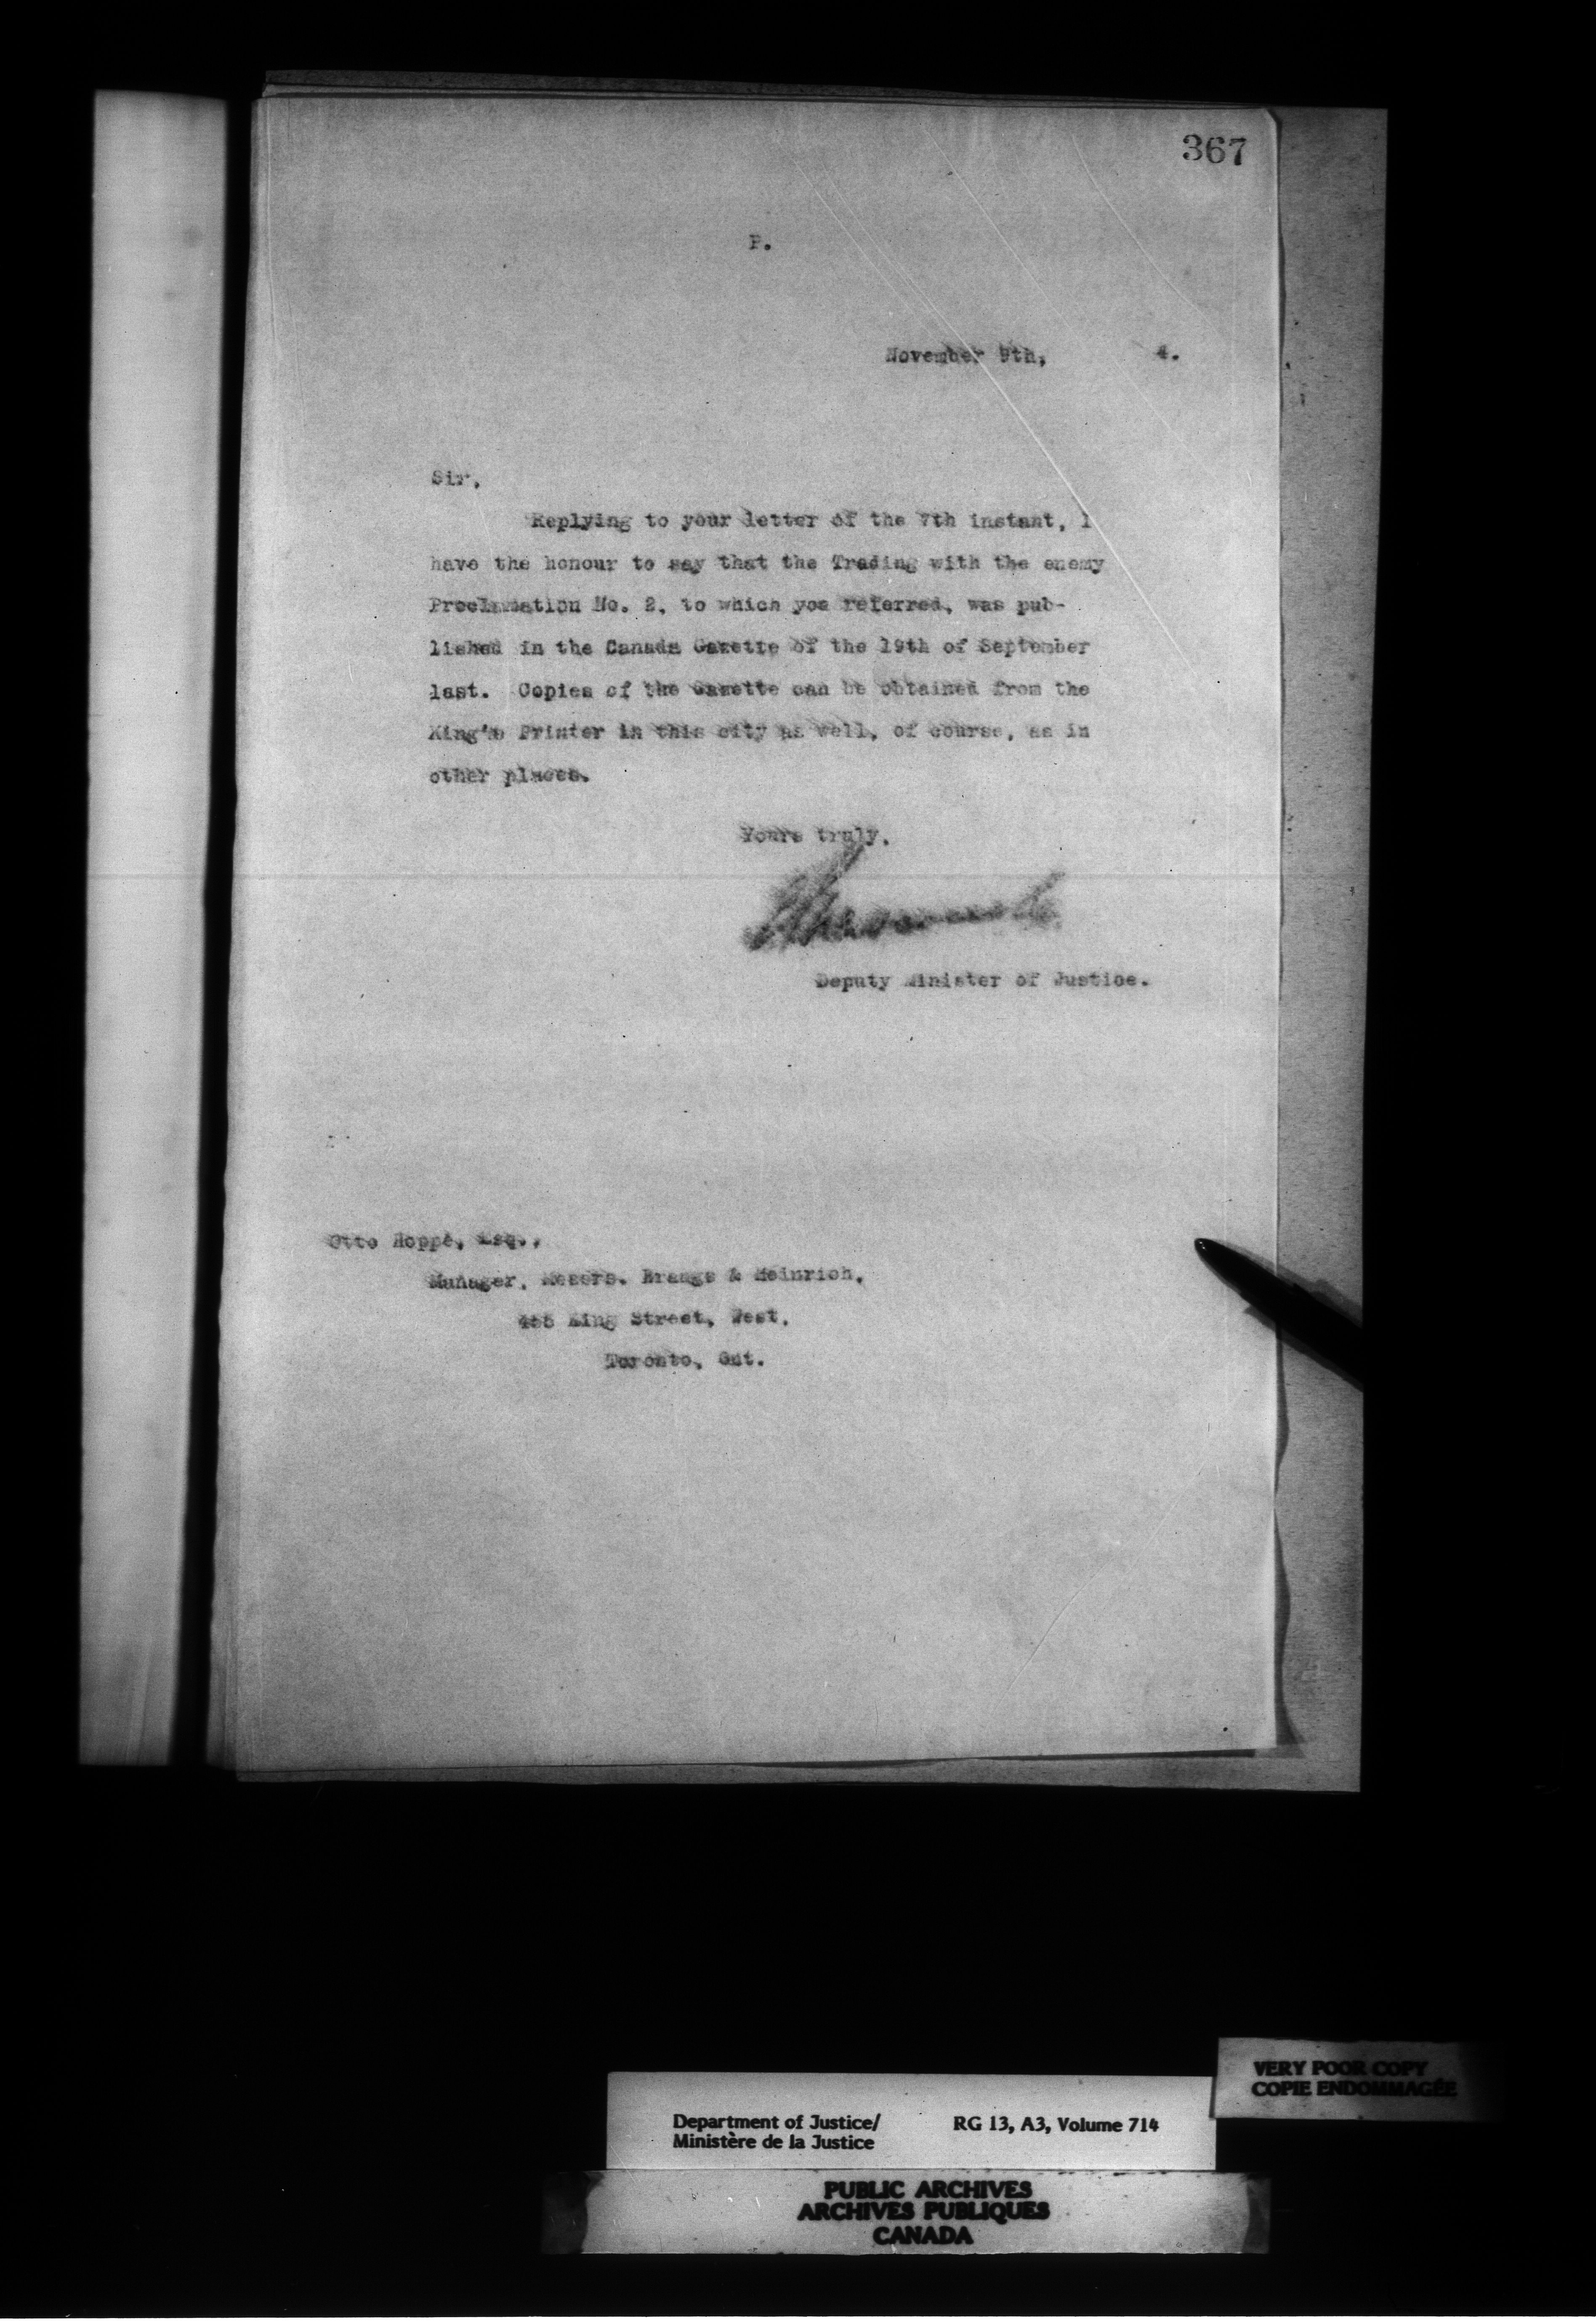 367
P.
November 9th, 4.
Sir,
Replying to your letter of the 7th instant, I
have the honour to say that the Trading with the enemy
Proclamation No. 2, to which you referred, was pub-
lished in the Canada Gazette of the 19th of September
last. Copies of the Gazette can be obtained from the
King's Printer in this city as well, of course, as in
other places.
Yours truly,
Deputy Minister of Justice.
Otto Hoppe, Esq.,
Manager, Messrs. & Heinrich,
King Street, West,
Toronto, Ont.
VERY POOR COPY
COPIE ENDOMMAGÉE
Department of Justice/ RG 13, A3, Volume 714
Ministère de la Justice
PUBLIC ARCHIVES
ARCHIVES PUBLIQUES
CANADA